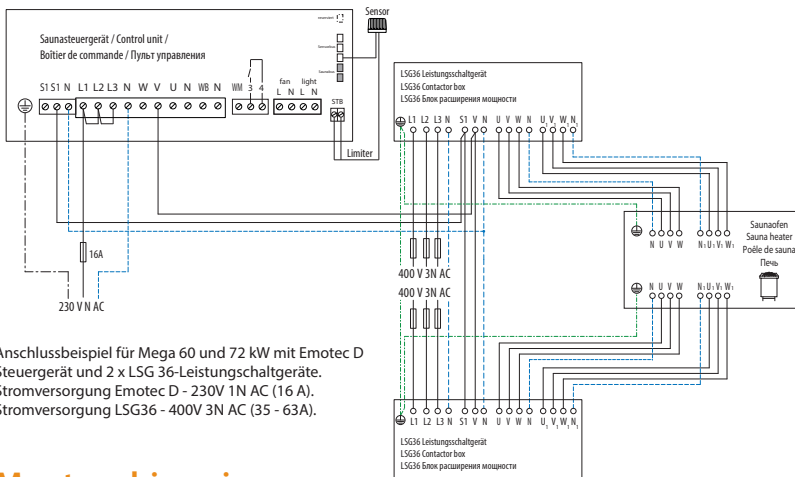 Sensor
reserviert
Saunasteuergerät / Control unit /
Boîtier de commande / Пульт управления
S1 S1 N L1 L2 L3 N W V U N WB N WM 3 4
fan light
L N L N
STB
Limiter
16A
230 V N AC
LSG36 Leistungsschaltgerät
LSG36 Contactor box
LSG36 Блок расширения мощности
L1 L2 L3 N S1 V N U V W N U1 V1 W1 N1
400 V 3N AC
400 V 3N AC
Saunaofen
Sauna heater
Poêle de sauna
Печь
N U V W N1 U1 V1 W1
N U V W N1 U1 V1 W1
Anschlussbeispiel für Mega 60 und 72 kW mit Emotec D
Steuergerät und 2 x LSG 36-Leistungsschaltgeräte.
Stromversorgung Emotec D - 230V 1N AC (16 A).
Stromversorgung LSG36 - 400V 3N AC (35 - 63A).
L1 L2 L3 N S1 V N U V W N U1 V1 W1 N1
LSG36 Leistungsschaltgerät
LSG36 Contactor box
LSG36 Блок расширения мощности